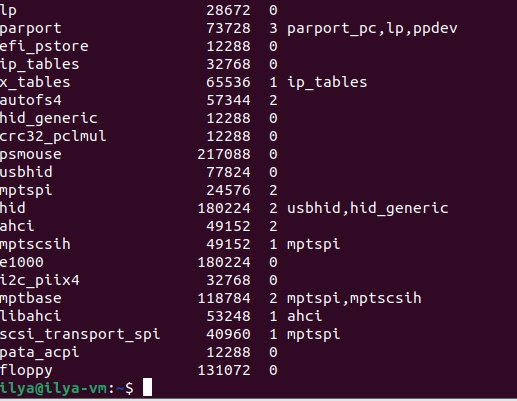 lp 28672 0
parport 73728 3 parport_pc,lp,ppdev
efi_pstore 12288 0
ip_tables 32768 0
x_tables 65536 1 ip_tables
autofs4 57344 2
hid_generic 12288 0
crc32_pclmul 12288 0
psmouse 217088 0
usbhid 77824 0
mptspi 24576 2
hid 180224 2 usbhid,hid_generic
ahci 49152 2
mptscsih 49152 1 mptspi
e1000 180224 0
i2c_piix4 32768 0
mptbase 118784 2 mptspi,mptscsih
libahci 53248 1 ahci
scsi_transport_spi 40960 1 mptspi
pata_acpi 12288 0
floppy 131072 0
ilya@ilya-vm:~$